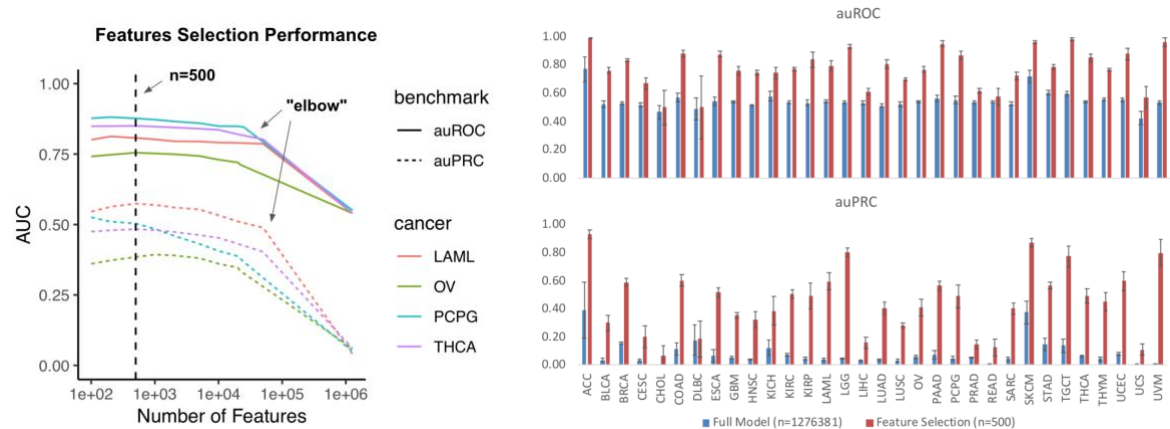 Features Selection Performance
n=500
"elbow"
1.00
0.75
0.50
0.25
0.00
AUC
1e+02
1e+03
1e+04
1e+05
1e+06
Number of Features
benchmark
auROC
auPRC
cancer
LAML
OV
PCPG
THCA
auROC
1.00
0.80
0.60
0.40
0.20
0.00
auPRC
1.00
0.80
0.60
0.40
0.20
0.00
ACC
BLCA
BRCA
CESC
CHOL
COAD
DLBC
ESCA
GBM
HNSC
KICH
KIRC
KIRP
LAML
LGG
LIHC
LUAD
LUSC
OV
PAAD
PCPG
PRAD
READ
SARC
SKCM
STAD
TGCT
THCA
THYM
UCEC
UCS
UVM
Full Model (n=1276381)
Feature Selection (n=500)